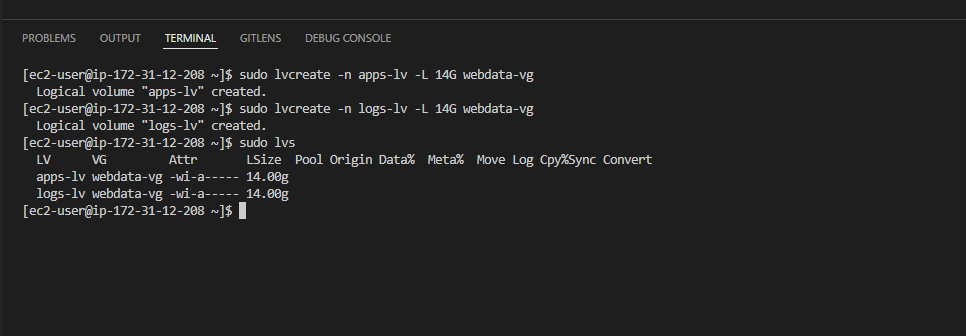 PROBLEMS OUTPUT TERMINAL GITLENS DEBUG CONSOLE
[ec2-user@ip-172-31-12-208 ~]$ sudo lvcreate -n apps-lv -L 14G webdata-vg
  Logical volume "apps-lv" created.
[ec2-user@ip-172-31-12-208 ~]$ sudo lvcreate -n logs-lv -L 14G webdata-vg
  Logical volume "logs-lv" created.
[ec2-user@ip-172-31-12-208 ~]$ sudo lvs
  LV      VG         Attr       LSize  Pool Origin Data%  Meta%  Move Log Cpy%Sync Convert
  apps-lv webdata-vg -wi-a----- 14.00g
  logs-lv webdata-vg -wi-a----- 14.00g
[ec2-user@ip-172-31-12-208 ~]$